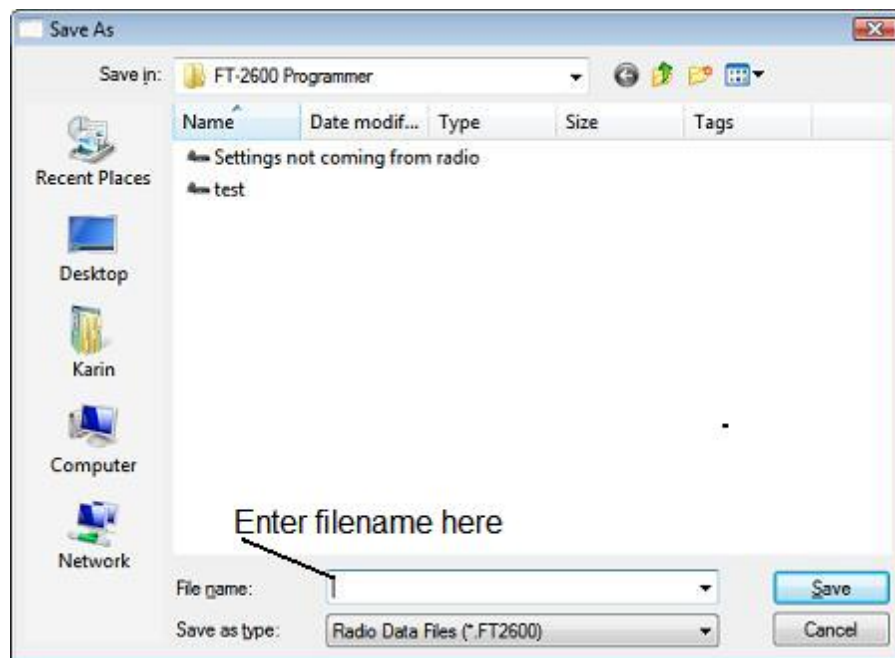 Save As
Save in: FT-2600 Programmer
Name Date modif... Type Size Tags
Settings not coming from radio
test
Recent Places
Desktop
Karin
Computer
Network
Enter filename here
File name: Save
Save as type: Radio Data Files (*.FT2600) Cancel